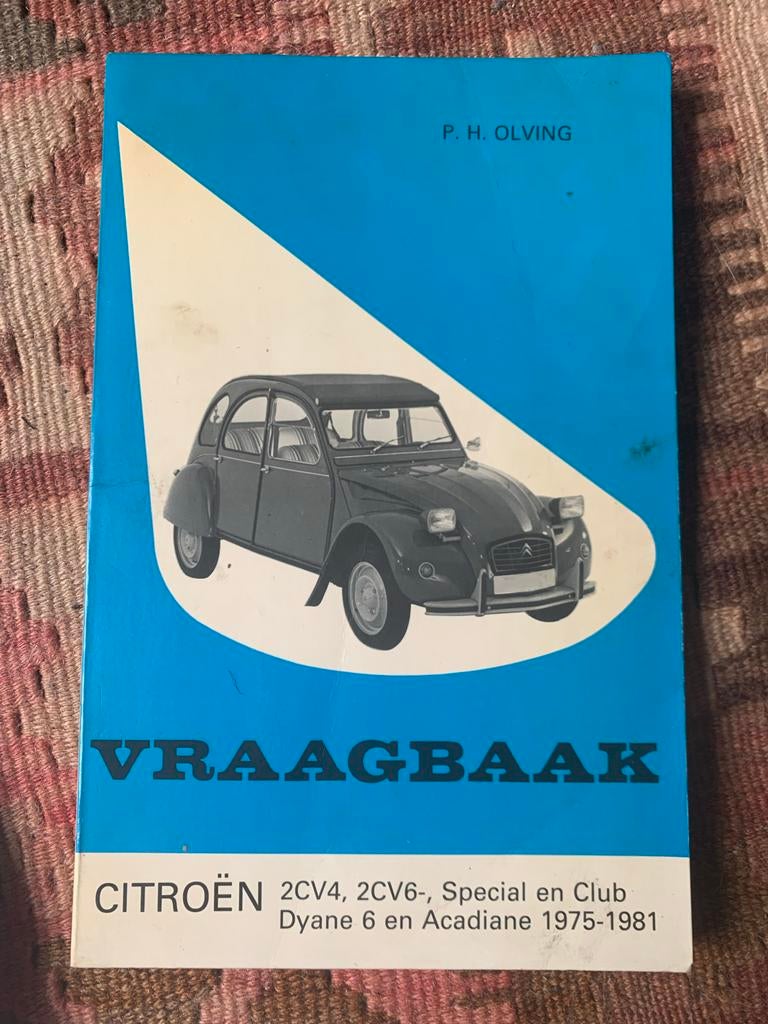 P. H. OLVING
VRAAGBAAK
CITROËN 2CV4, 2CV6-, Special en Club
Dyane 6 en Acadiane 1975-1981